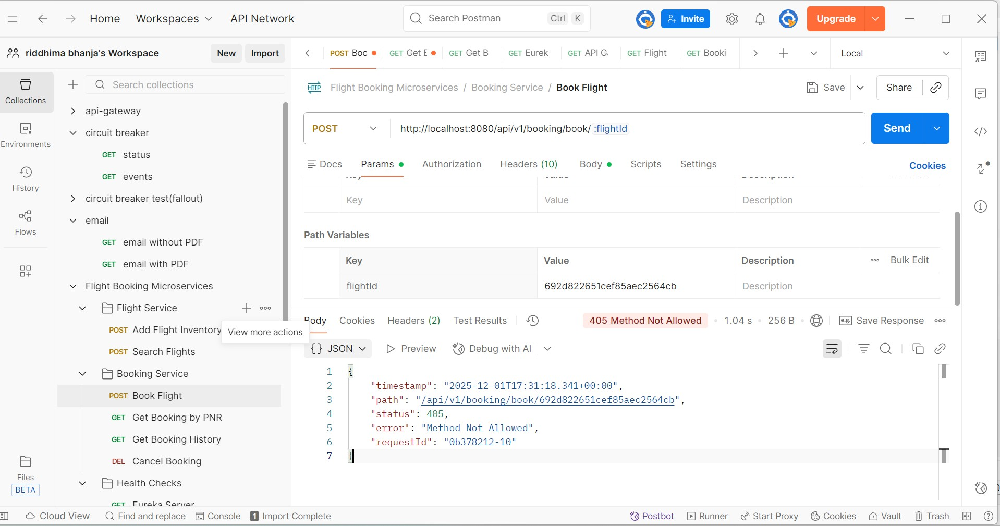 Home Workspaces API Network Search Postman Ctrl K Invite Upgrade
riddhima bhanja's Workspace New Import
POST Boo GET Get E GET Get B GET Eurek GET API G GET Flight GET Booki Local
Collections
Environments
History
Flows
Files
BETA
Search collections
api-gateway
circuit breaker
GET status
GET events
circuit breaker test(fallout)
email
GET email without PDF
GET email with PDF
Flight Booking Microservices
Flight Service
POST Add Flight Inventory
View more actions
POST Search Flights
Booking Service
POST Book Flight
GET Get Booking by PNR
GET Get Booking History
DEL Cancel Booking
Health Checks
GET Eureka Server
HTTP Flight Booking Microservices / Booking Service / Book Flight Save Share
POST http://localhost:8080/api/v1/booking/book/ :flightId Send
Docs Params Authorization Headers (10) Body Scripts Settings Cookies
Key Value Description Bulk Edit
Key Value Description
Path Variables
Key Value Description Bulk Edit
flightId 692d822651cef85aec2564cb Description
Body Cookies Headers (2) Test Results 405 Method Not Allowed 1.04 s 256 B e.g. Save Response
{} JSON Preview Debug with AI
1 {
2 "timestamp": "2025-12-01T17:31:18.341+00:00",
3 "path": "/api/v1/booking/book/692d822651cef85aec2564cb",
4 "status": 405,
5 "error": "Method Not Allowed",
6 "requestId": "0b378212-10"
7 }
Cloud View Find and replace Console 1 Import Complete Postbot Runner Start Proxy Cookies Vault Trash